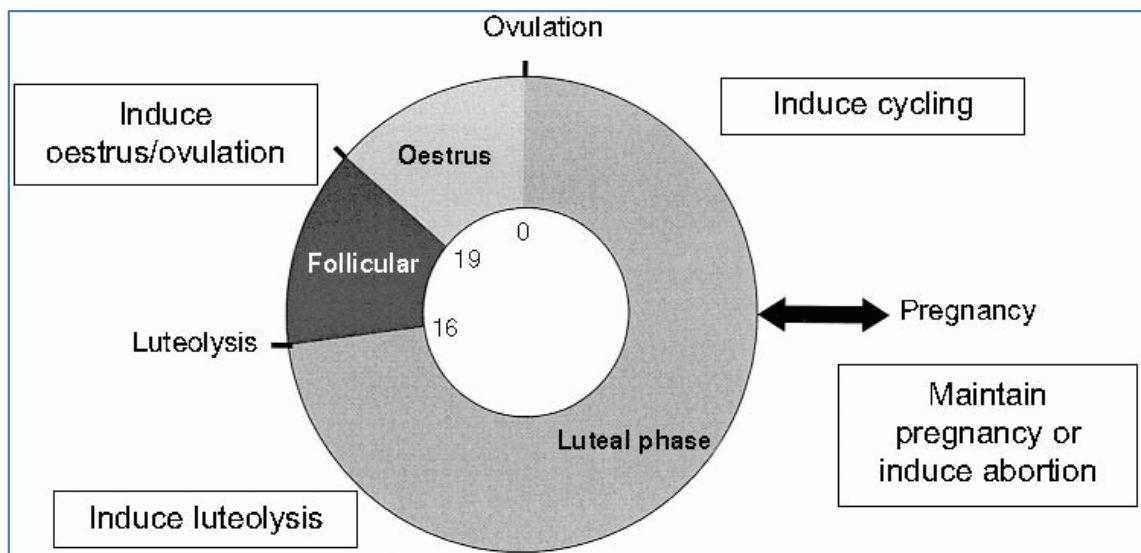 Ovulation
Induce
oestrus/ovulation
Induce cycling
Oestrus
0
19
Follicular
16
Luteolysis
Pregnancy
Luteal phase
Maintain
pregnancy or
induce abortion
Induce luteolysis